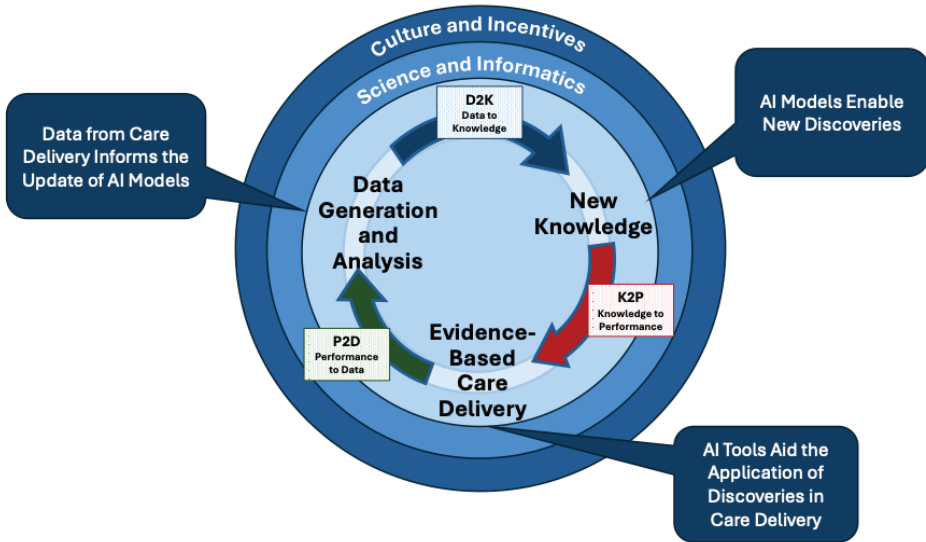 Culture and Incentives
Science and Informatics
D2K
Data to
Knowledge
AI Models Enable
New Discoveries
Data from Care
Delivery Informs the
Update of AI Models
Data
Generation
and
Analysis
New
Knowledge
K2P
Knowledge to
Performance
P2D
Performance
to Data
Evidence-
Based
Care
Delivery
AI Tools Aid the
Application of
Discoveries in
Care Delivery